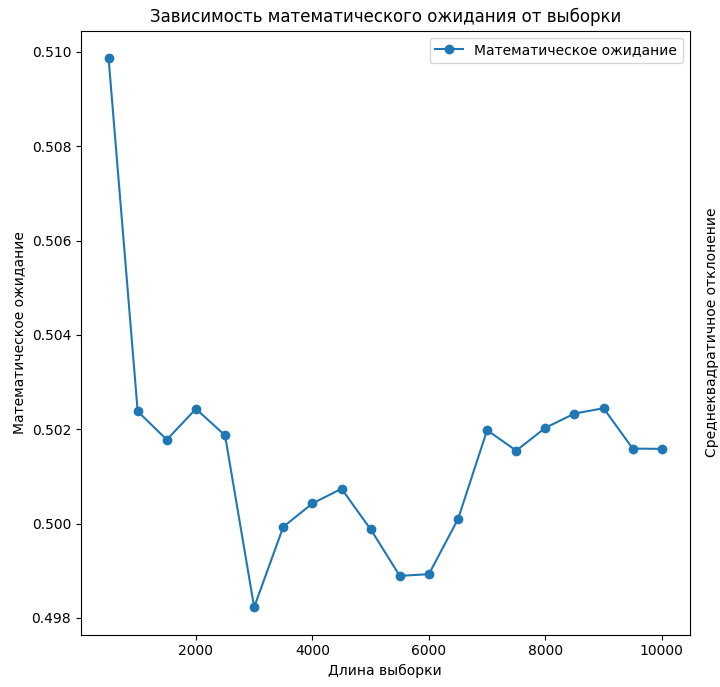 Зависимость математического ожидания от выборки
Математическое ожидание
0.510
0.508
0.506
0.504
0.502
0.500
0.498
Математическое ожидание
2000
4000
6000
8000
10000
Длина выборки
Среднеквадратичное отклонение